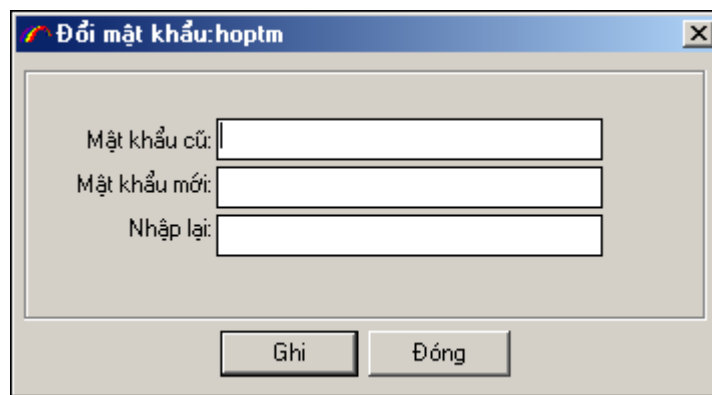 Đổi mật khẩu:hoptm
Mật khẩu cũ:
Mật khẩu mới:
Nhập lại:
Ghi Đóng